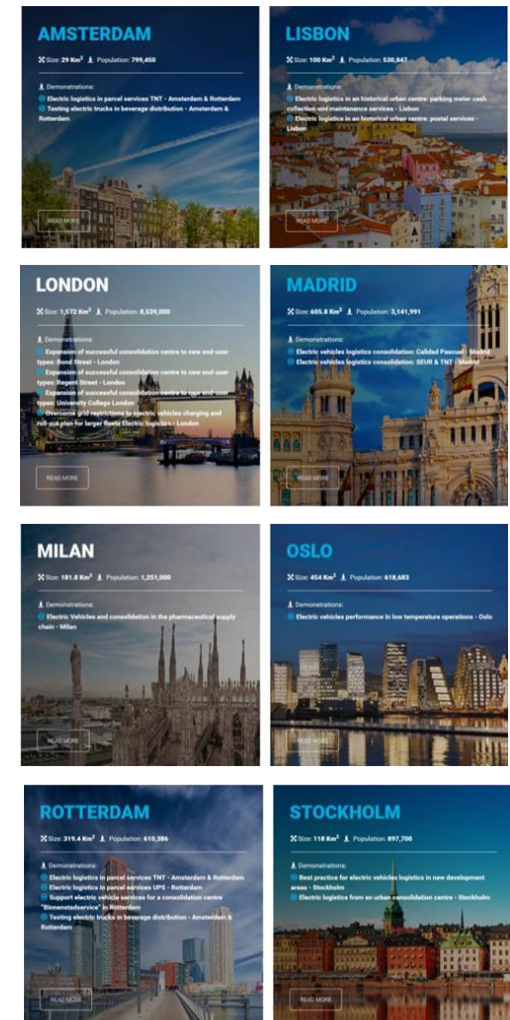 AMSTERDAM
Size: 29 Km² Population: 799,450
Demonstrations:
Electric logistics in parcel services TNT - Amsterdam & Rotterdam
Testing electric trucks in beverage distribution - Amsterdam &
Rotterdam
READ MORE
LISBON
Size: 100 Km² Population: 530,847
Demonstrations:
Electric logistics in an historical urban centre: parking meter cash
collection and maintenance services - Lisbon
Electric logistics in an historical urban centre: postal services -
Lisbon
READ MORE
LONDON
Size: 1,572 Km² Population: 8,539,000
Demonstrations:
Expansion of successful consolidation centre to new end-user
types: Bond Street - London
Expansion of successful consolidation centre to new end-user
types: Regent Street - London
Expansion of successful consolidation centre to new end-user
types: University College London
Overcome grid restrictions to electric vehicles charging and
roll-out plan for larger fleets Electric logistics - London
READ MORE
MADRID
Size: 605.8 Km² Population: 3,141,991
Demonstrations:
Electric vehicles logistics consolidation: Calidad Pascual - Madrid
Electric vehicles logistics consolidation: SEUR & TNT - Madrid
READ MORE
MILAN
Size: 181.8 Km² Population: 1,251,000
Demonstrations:
Electric Vehicles and consolidation in the pharmaceutical supply
chain - Milan
READ MORE
OSLO
Size: 454 Km² Population: 618,683
Demonstrations:
Electric vehicles performance in low temperature operations - Oslo
READ MORE
ROTTERDAM
Size: 319.4 Km² Population: 610,386
Demonstrations:
Electric logistics in parcel services TNT - Amsterdam & Rotterdam
Electric logistics in parcel services UPS - Rotterdam
Support electric vehicle services for a consolidation centre
"Binnenstadservice" in Rotterdam
Testing electric trucks in beverage distribution - Amsterdam &
Rotterdam
READ MORE
STOCKHOLM
Size: 118 Km² Population: 897,700
Demonstrations:
Best practice for electric vehicles logistics in new development
areas - Stockholm
Electric logistics from an urban consolidation centre - Stockholm
READ MORE